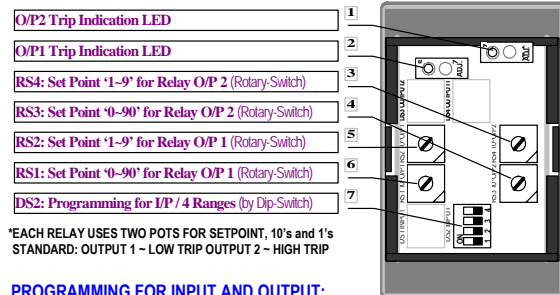 O/P2 Trip Indication LED
O/P1 Trip Indication LED
RS4: Set Point ‘1~9’ for Relay O/P 2 (Rotary-Switch)
RS3: Set Point ‘0~90’ for Relay O/P 2 (Rotary-Switch)
RS2: Set Point ‘1~9’ for Relay O/P 1 (Rotary-Switch)
RS1: Set Point ‘0~90’ for Relay O/P 1 (Rotary-Switch)
DS2: Programming for I/P / 4 Ranges (by Dip-Switch)
*EACH RELAY USES TWO POTS FOR SETPOINT, 10's and 1's
STANDARD: OUTPUT 1 ~ LOW TRIP OUTPUT 2 ~ HIGH TRIP
PROGRAMMING FOR INPUT AND OUTPUT:
1
2
3
4
5
6
7
ADJ
DS1 INPUT
ON
1 2 3 4